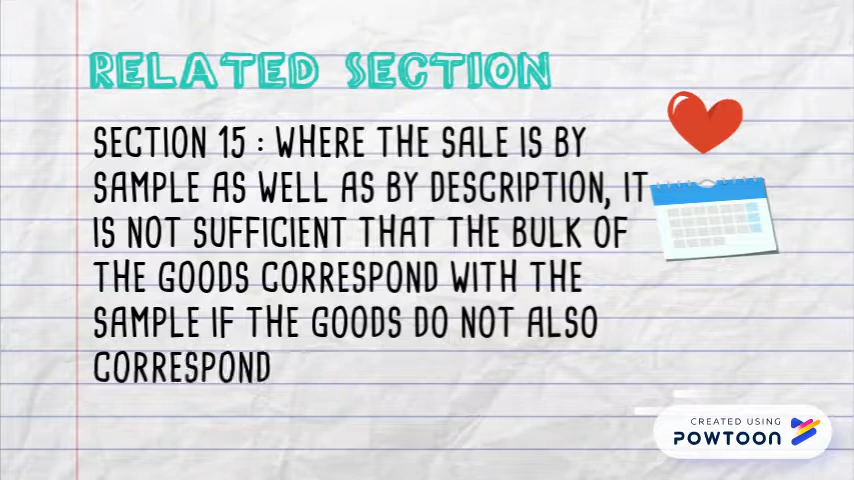 RELATED SECTION
SECTION 15 : WHERE THE SALE IS BY
SAMPLE AS WELL AS BY DESCRIPTION, IT
IS NOT SUFFICIENT THAT THE BULK OF
THE GOODS CORRESPOND WITH THE
SAMPLE IF THE GOODS DO NOT ALSO
CORRESPOND
CREATED USING
POWTOON